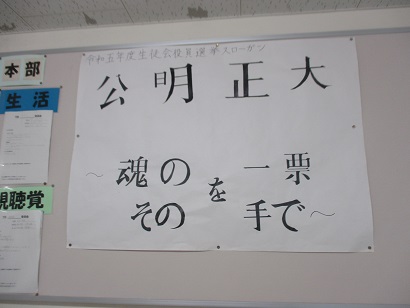 令和五年度生徒会役員選挙スローガン
公明正大
～魂の一票を
その手で～
本部
生活
視聴覚